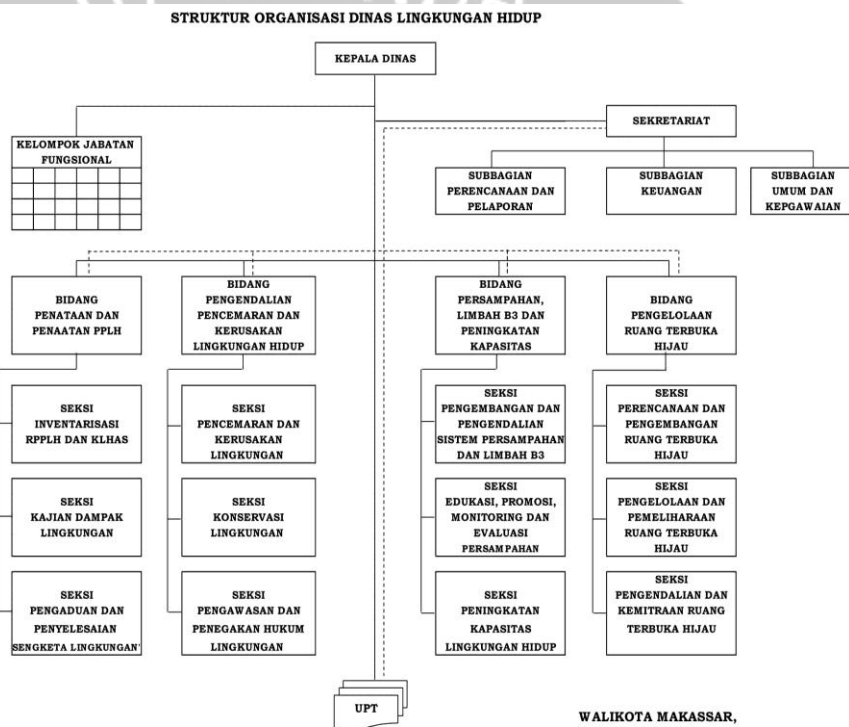 STRUKTUR ORGANISASI DINAS LINGKUNGAN HIDUP
KEPALA DINAS
SEKRETARIAT
KELOMPOK JABATAN
FUNGSIONAL
SUBBAGIAN
PERENCANAAN DAN
PELAPORAN
SUBBAGIAN
KEUANGAN
SUBBAGIAN
UMUM DAN
KEPGAWAIAN
BIDANG
PENATAAN DAN
PENAATAN PPLH
BIDANG
PENGENDALIAN
PENCEMARAN DAN
KERUSAKAN
LINGKUNGAN HIDUP
BIDANG
PERSAMPAHAN,
LIMBAH B3 DAN
PENINGKATAN
KAPASITAS
BIDANG
PENGELOLAAN
RUANG TERBUKA
HIJAU
SEKSI
INVENTARISASI
RPPLH DAN KLHAS
SEKSI
PENCEMARAN DAN
KERUSAKAN
LINGKUNGAN
SEKSI
PENGEMBANGAN DAN
PENGENDALIAN
SISTEM PERSAMPAHAN
DAN LIMBAH B3
SEKSI
PERENCANAAN DAN
PENGEMBANGAN
RUANG TERBUKA
HIJAU
SEKSI
KAJIAN DAMPAK
LINGKUNGAN
SEKSI
KONSERVASI
LINGKUNGAN
SEKSI
EDUKASI, PROMOSI,
MONITORING DAN
EVALUASI
PERSAMPAHAN
SEKSI
PENGELOLAAN DAN
PEMELIHARAAN
RUANG TERBUKA
HIJAU
SEKSI
PENGADUAN DAN
PENYELESAIAN
SENGKETA LINGKUNGAN
SEKSI
PENGAWASAN DAN
PENEGAKAN HUKUM
LINGKUNGAN
SEKSI
PENINGKATAN
KAPASITAS
LINGKUNGAN HIDUP
SEKSI
PENGENDALIAN DAN
KEMITRAAN RUANG
TERBUKA HIJAU
UPT
WALIKOTA MAKASSAR,